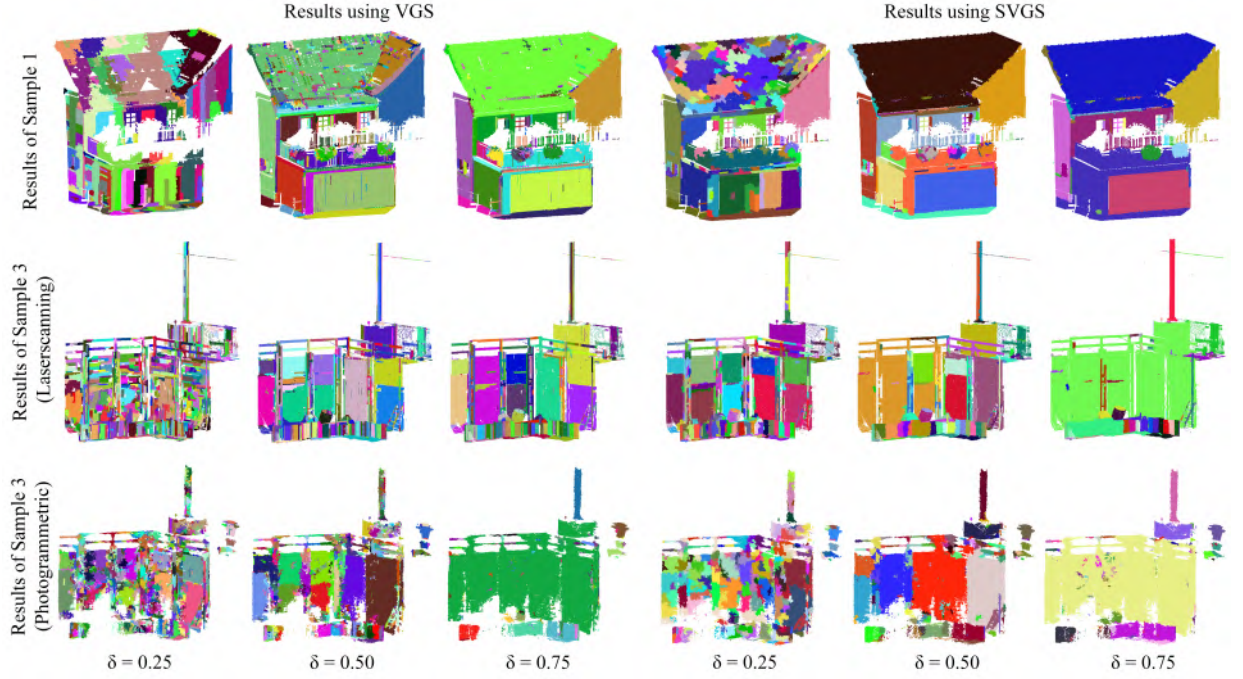 Results using VGS
Results using SVGS
Results of Sample 1
Results of Sample 3
(Laserscanning)
Results of Sample 3
(Photogrammetric)
δ = 0.25
δ = 0.50
δ = 0.75
δ = 0.25
δ = 0.50
δ = 0.75